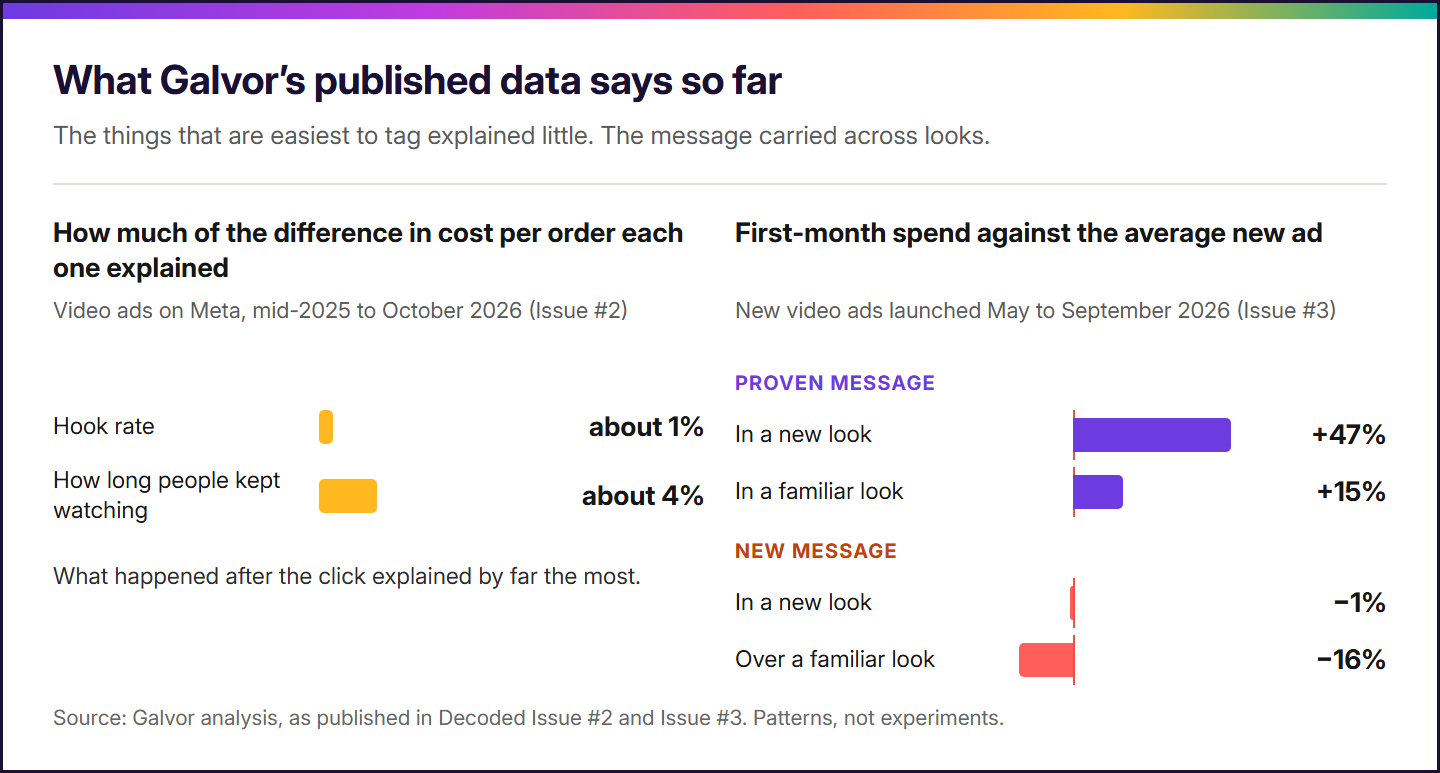 What Galvor’s published data says so far
The things that are easiest to tag explained little. The message carried across looks.
How much of the difference in cost per order each
one explained
Video ads on Meta, mid-2025 to October 2026 (Issue #2)
Hook rate
about 1%
How long people kept
watching
about 4%
What happened after the click explained by far the most.
First-month spend against the average new ad
New video ads launched May to September 2026 (Issue #3)
PROVEN MESSAGE
In a new look
+47%
In a familiar look
+15%
NEW MESSAGE
In a new look
−1%
Over a familiar look
−16%
Source: Galvor analysis, as published in Decoded Issue #2 and Issue #3. Patterns, not experiments.